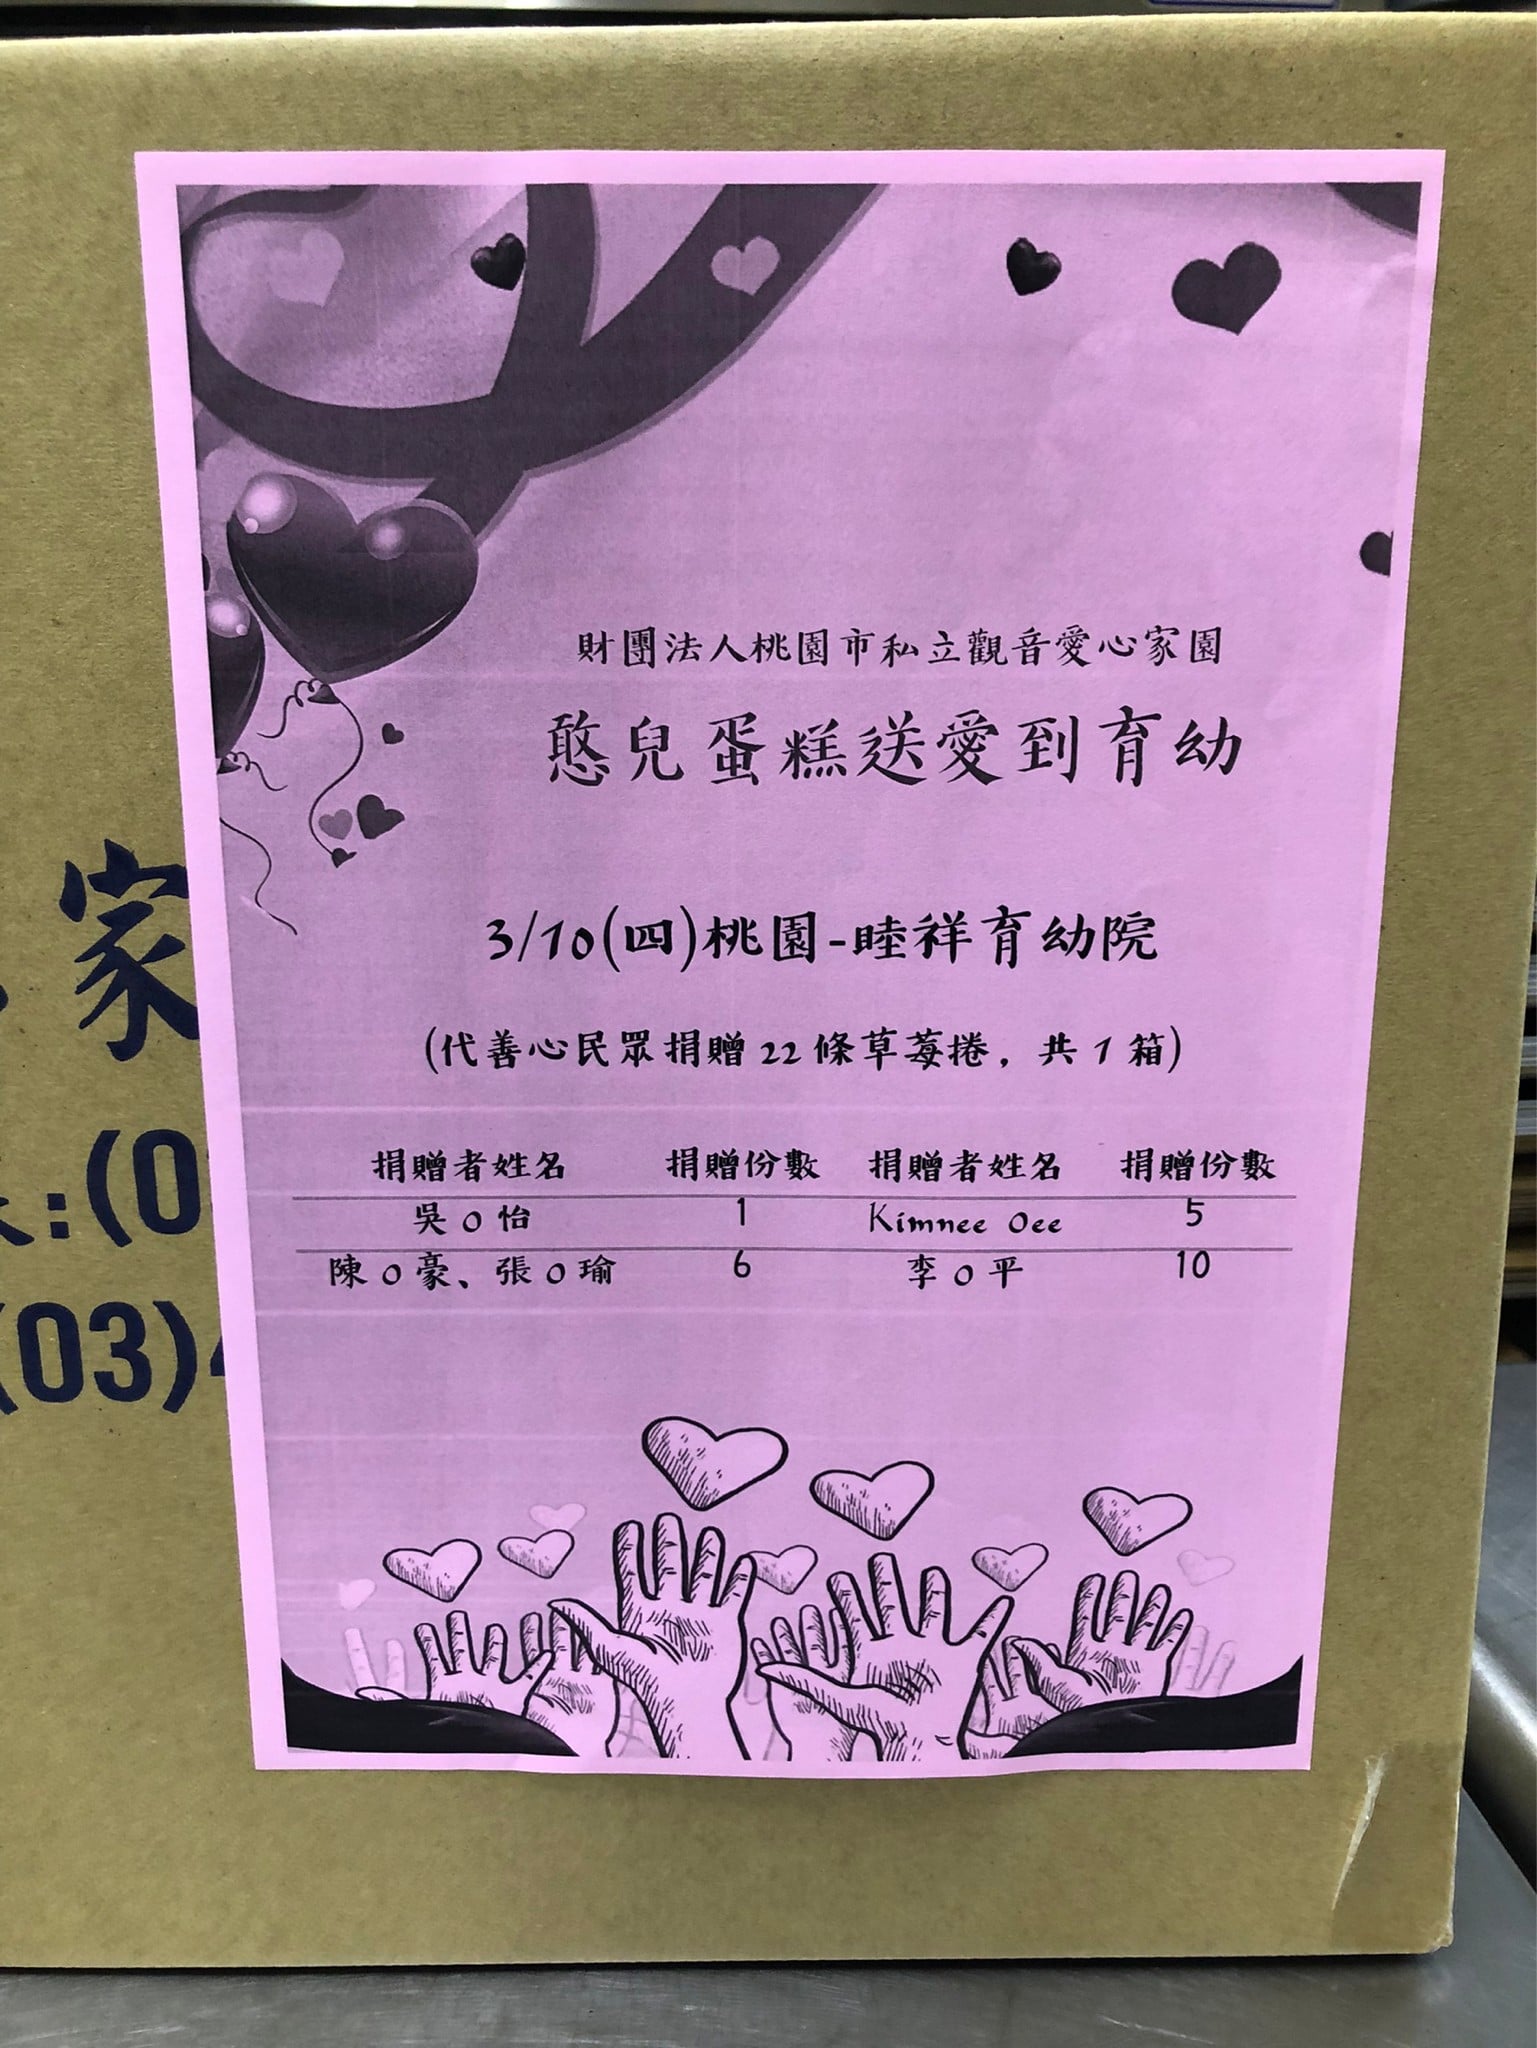 財團法人桃園市私立觀音愛心家園
憨兒蛋糕送愛到育幼
3/10(四)桃園-睦祥育幼院
(代善心民眾捐贈22條草莓捲，共1箱)
捐贈者姓名 捐贈份數 捐贈者姓名 捐贈份數
吳O怡 1 Kimnee Oee 5
陳O豪、張O瑜 6 李O平 10
家
:(0
(03)